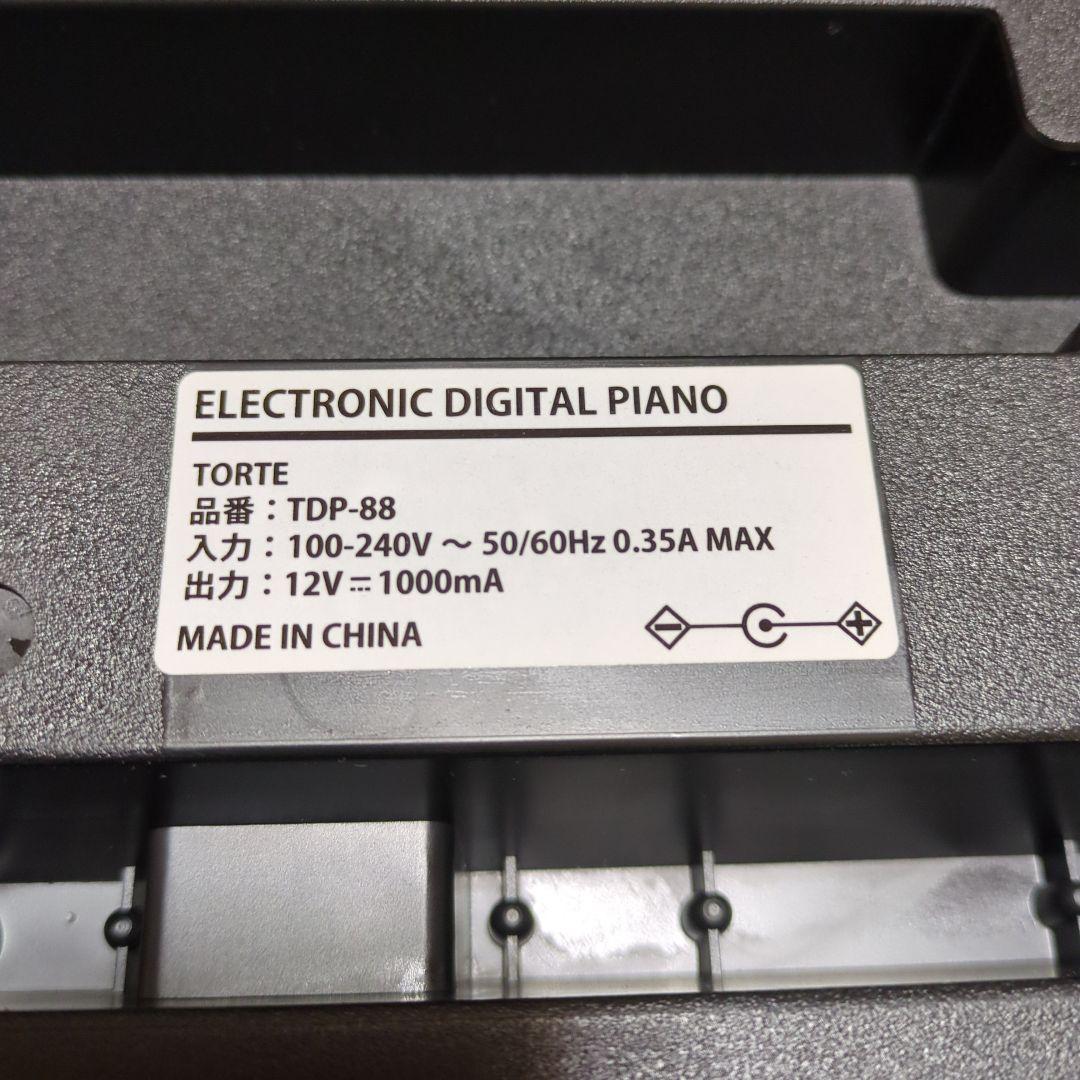 ELECTRONIC DIGITAL PIANO
TORTE
品番：TDP-88
入力：100-240V ～ 50/60Hz 0.35A MAX
出力：12V⎓1000mA
MADE IN CHINA